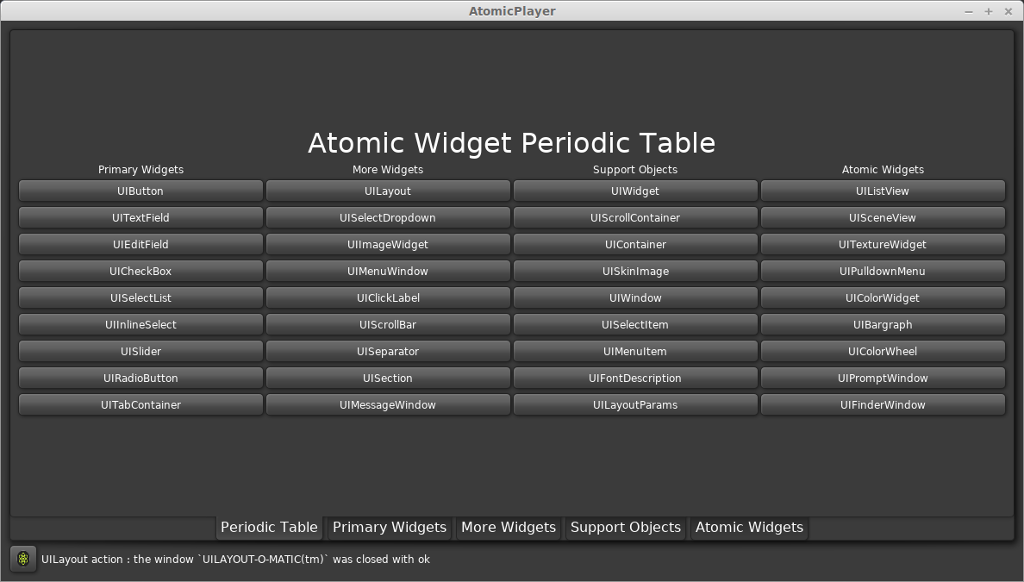 AtomicPlayer
Atomic Widget Periodic Table
Primary Widgets More Widgets Support Objects Atomic Widgets
UIButton UILayout UIWidget UIListView
UITextField UISelectDropdown UIScrollContainer UISceneView
UIEditField UIImageWidget UIContainer UITextureWidget
UICheckBox UIMenuWindow UISkinImage UIPulldownMenu
UISelectList UIClickLabel UIWindow UIColorWidget
UIInlineSelect UIScrollBar UISelectItem UIBargraph
UISlider UISeparator UIMenuItem UIColorWheel
UIRadioButton UISection UIFontDescription UIPromptWindow
UITabContainer UIMessageWindow UILayoutParams UIFinderWindow
Periodic Table Primary Widgets More Widgets Support Objects Atomic Widgets
UILayout action : the window `UILAYOUT-O-MATIC(tm)` was closed with ok